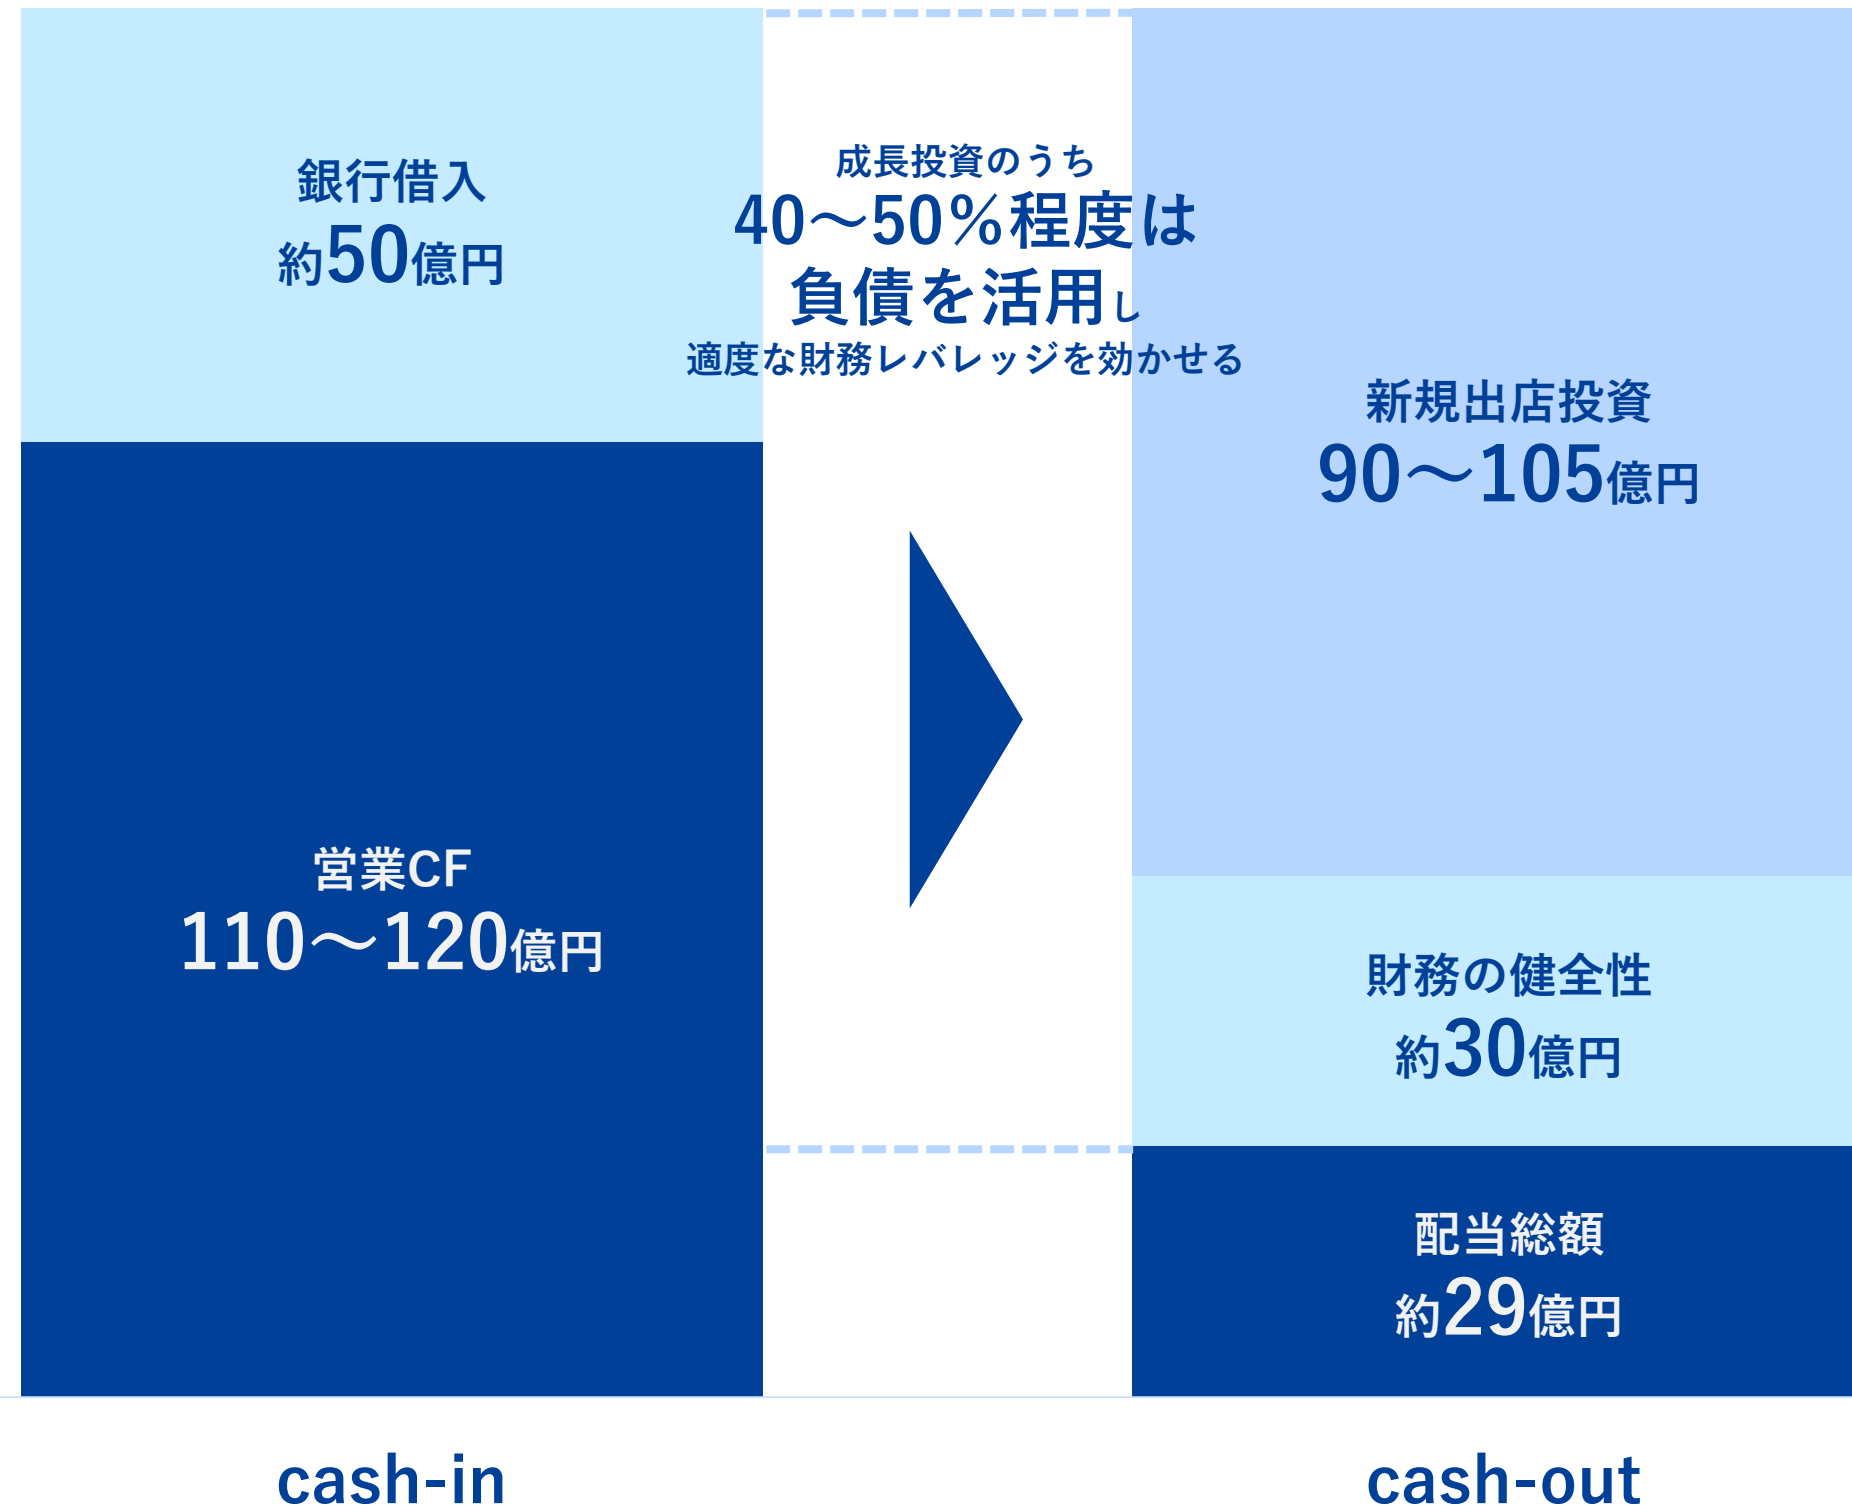 銀行借入
約50億円
営業CF
110～120億円
成長投資のうち
40～50％程度は
負債を活用し
適度な財務レバレッジを効かせる
新規出店投資
90～105億円
財務の健全性
約30億円
配当総額
約29億円
cash-in
cash-out